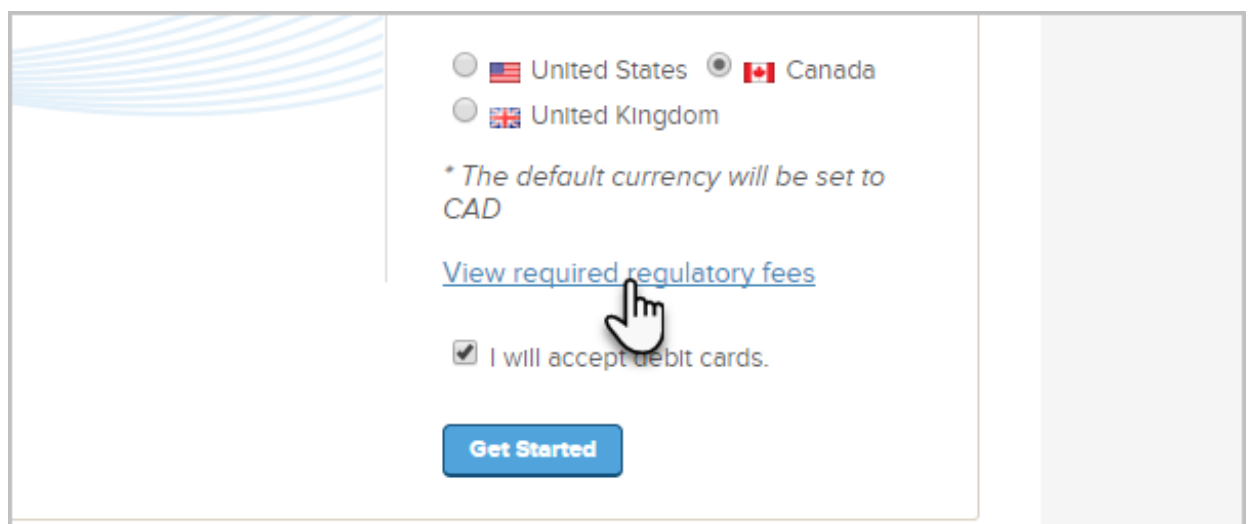 United States Canada
United Kingdom
* The default currency will be set to
CAD
View required regulatory fees
I will accept debit cards.
Get Started